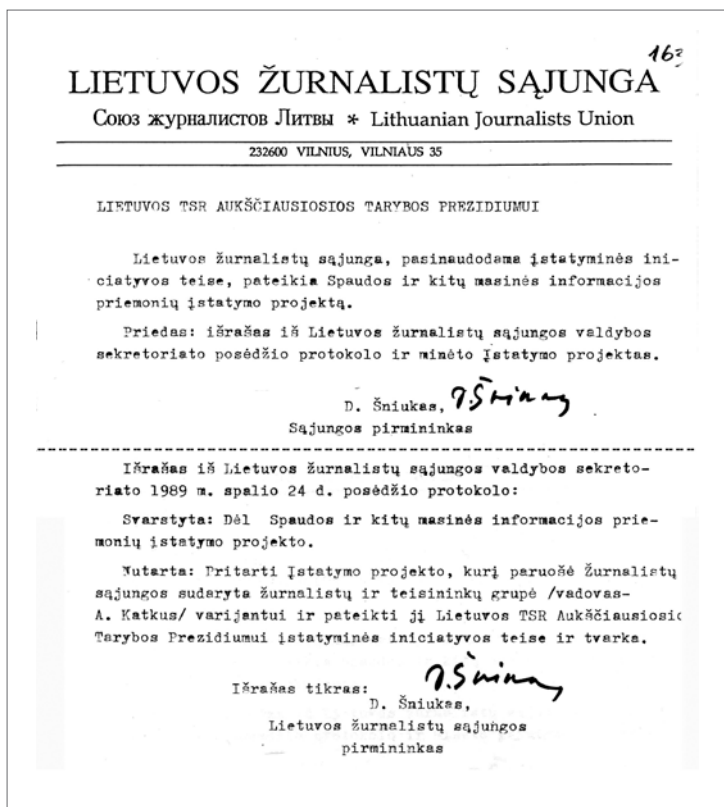 LIETUVOS ŽURNALISTŲ SĄJUNGA
Союз журналистов Литвы * Lithuanian Journalists Union
232600 VILNIUS, VILNIAUS 35
LIETUVOS TSR AUKŠČIAUSIOSIOS TARYBOS PREZIDIUMUI
Lietuvos žurnalistų sąjunga, pasinaudodama įstatyminės ini-
ciatyvos teise, pateikia Spaudos ir kitų masinės informacijos
priemonių įstatymo projektą.
Priedas: išrašas iš Lietuvos žurnalistų sąjungos valdybos
sekretoriato posėdžio protokolo ir minėto Įstatymo projektas.
D. Šniukas,
Sąjungos pirmininkas
Išrašas iš Lietuvos žurnalistų sąjungos valdybos sekreto-
riato 1989 m. spalio 24 d. posėdžio protokolo:
Svarstyta: Dėl Spaudos ir kitų masinės informacijos prie-
monių įstatymo projekto.
Nutarta: Pritarti Įstatymo projekto, kurį paruošė Žurnalistų
sąjungos sudaryta žurnalistų ir teisininkų grupė /vadovas-
A. Katkus/ varijantui ir pateikti jį Lietuvos TSR Aukščiausiosio
Tarybos Prezidiumui įstatyminės iniciatyvos teise ir tvarka.
Išrašas tikras:
D. Šniukas,
Lietuvos žurnalistų sąjungos
pirmininkas